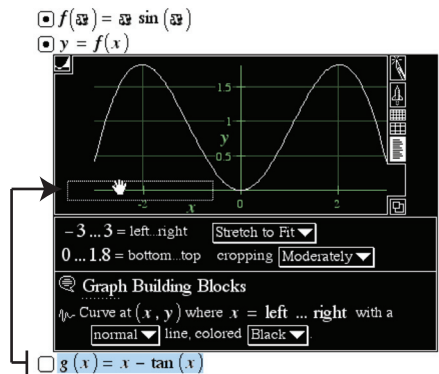 f(?) = ? sin (?)
y = f(x)
1.5
1
y
0.5
-2 x 0 2
−3...3 = left...right Stretch to Fit
0...1.8 = bottom...top cropping Moderately
Graph Building Blocks
Curve at (x, y) where x = left ... right with a
normal line, colored Black.
g(x) = x − tan(x)